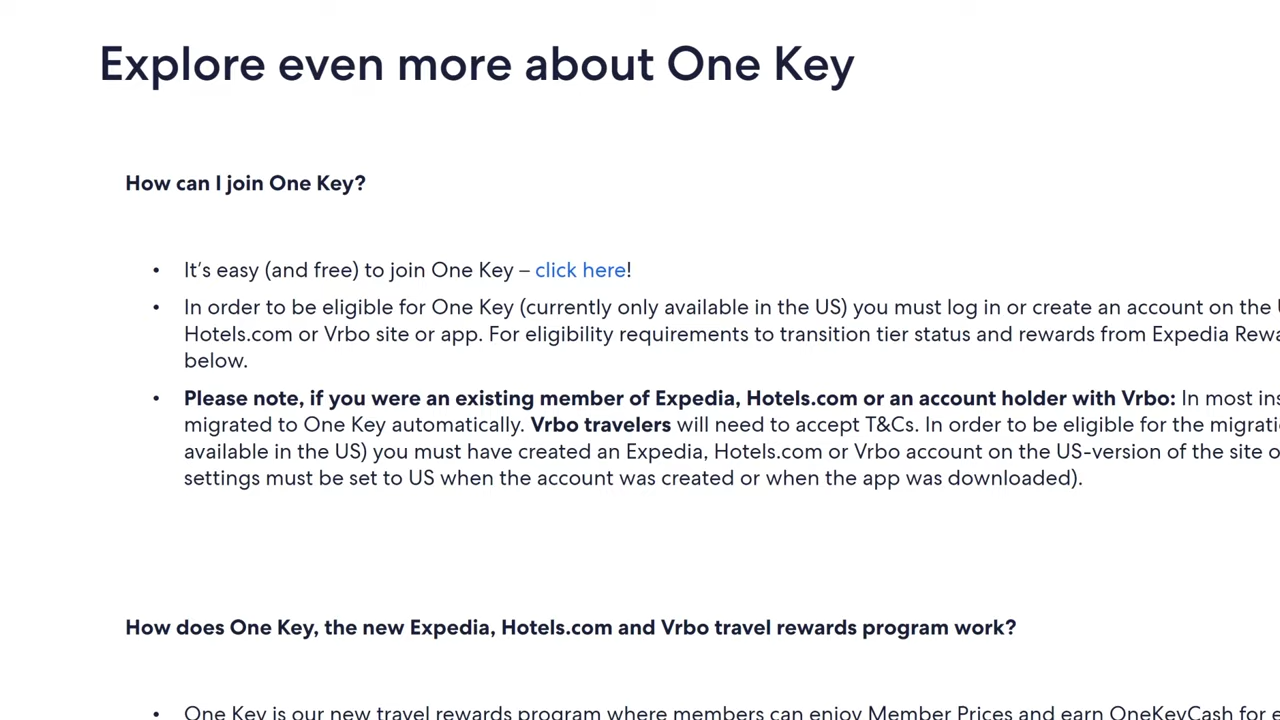 Explore even more about One Key
How can I join One Key?
• It's easy (and free) to join One Key – click here!
• In order to be eligible for One Key (currently only available in the US) you must log in or create an account on the
Hotels.com or Vrbo site or app. For eligibility requirements to transition tier status and rewards from Expedia
below.
• Please note, if you were an existing member of Expedia, Hotels.com or an account holder with Vrbo: In most
migrated to One Key automatically. Vrbo travelers will need to accept T&Cs. In order to be eligible for the
available in the US) you must have created an Expedia, Hotels.com or Vrbo account on the US-version of the site
settings must be set to US when the account was created or when the app was downloaded).
How does One Key, the new Expedia, Hotels.com and Vrbo travel rewards program work?
• One Key is our new travel rewards program where members can enjoy Member Prices and earn OneKeyCash for